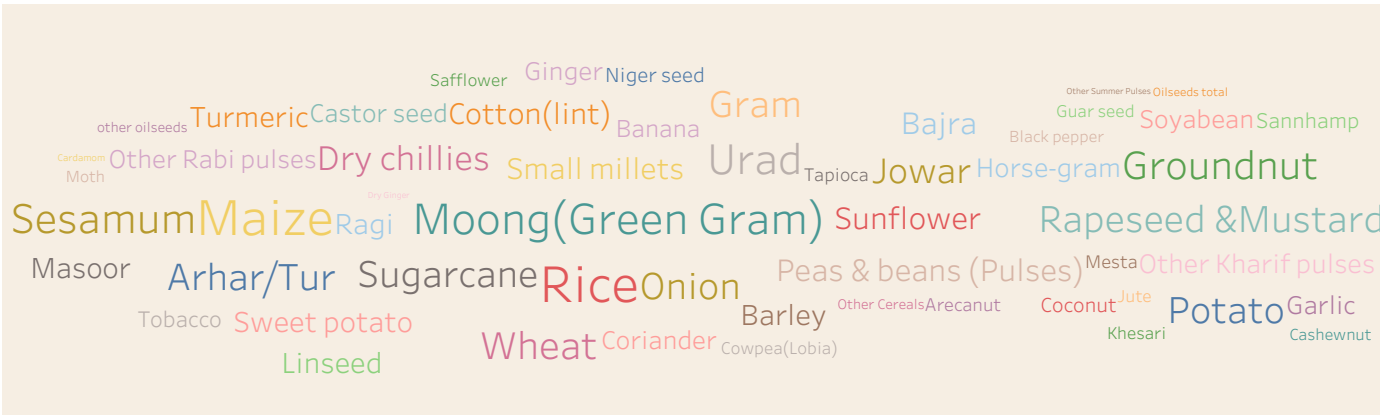 Ginger Niger seed
Safflower
Other Summer Pulses Oilseeds total
Turmeric Castor seed Cotton(lint) Gram
Guar seed Soyabean Sannhamp
other oilseeds Banana Bajra
Black pepper
Cardamom Other Rabi pulses Dry chillies Small millets Urad
Moth Tapioca Jowar Horse-gram Groundnut
Dry Ginger
Sesamum Maize Ragi Moong(Green Gram) Sunflower Rapeseed &Mustard
Masoor Arhar/Tur Sugarcane Rice Onion Peas & beans (Pulses) Mesta Other Kharif pulses
Other Cereals Arecanut Coconut Jute
Tobacco Sweet potato Barley Potato Garlic
Wheat Coriander Cowpea(Lobia) Khesari Cashewnut
Linseed